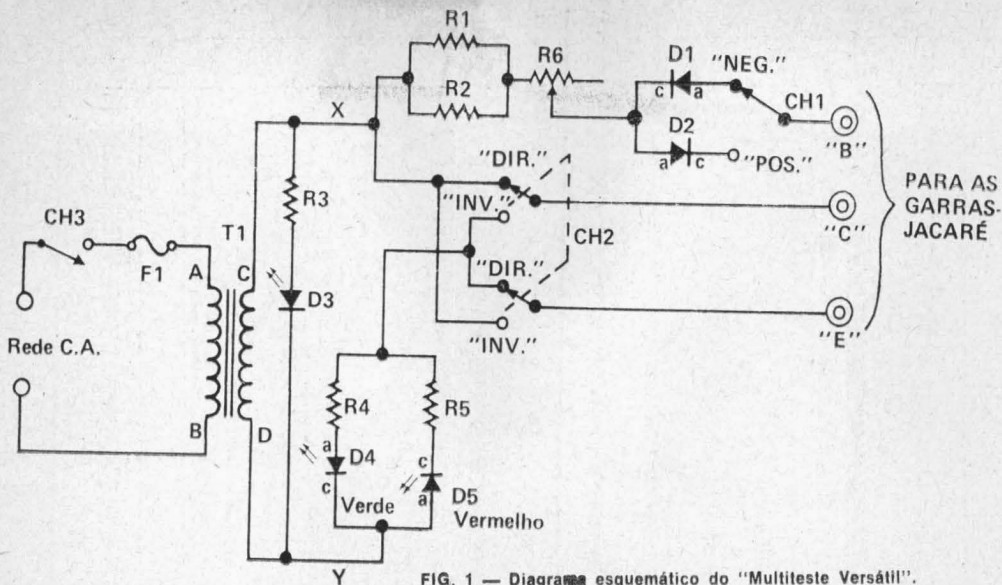 R1
R2
R6
D1
"NEG."
c a
CH1
"B"
D2
a c
"POS."
X
"DIR."
"INV."
CH2
"C"
PARA AS
GARRAS-
JACARÉ
R3
CH3
F1
T1
A
C
D3
"DIR."
"INV."
"E"
Rede C.A.
B
D
R4
R5
a
D4
c
Verde
c
D5
a
Vermelho
Y
FIG. 1 — Diagrama esquemático do "Multiteste Versátil".